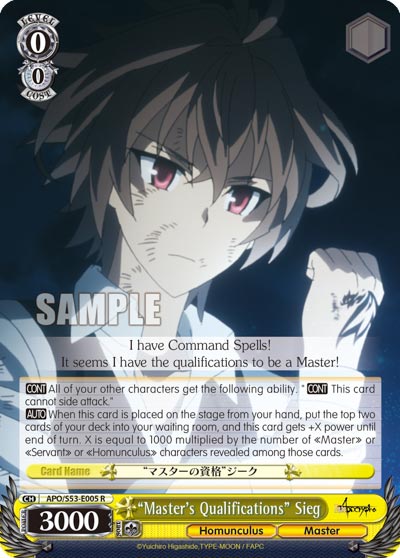 LEVEL
0
0
COST
SAMPLE
I have Command Spells!
It seems I have the qualifications to be a Master!
CONT All of your other characters get the following ability. "CONT This card
cannot side attack."
AUTO When this card is placed on the stage from your hand, put the top two
cards of your deck into your waiting room, and this card gets +X power until
end of turn. X is equal to 1000 multiplied by the number of «Master» or
«Servant» or «Homunculus» characters revealed among those cards.
Card Name
"マスターの資格"ジーク
CH APO/S53-E005 R
POWER 3000 SOUL
"Master's Qualifications" Sieg
Apocrypha
Homunculus Master
©Yuichiro Higashide,TYPE-MOON / FAPC